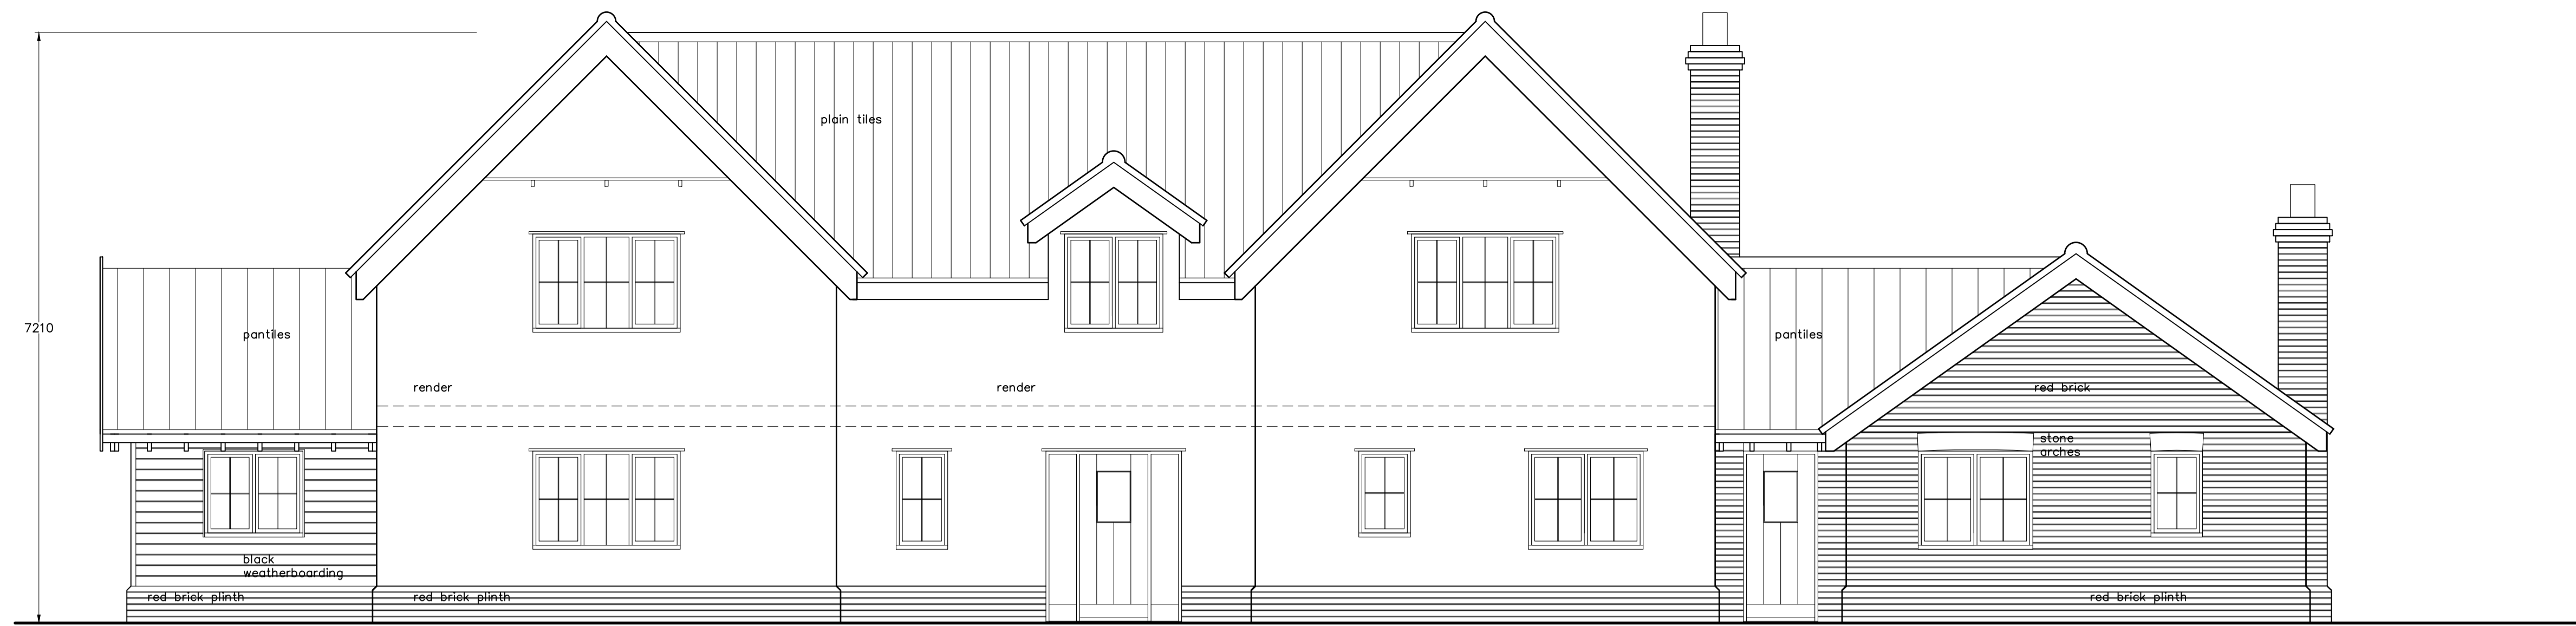 plain tiles
7210
pantiles
pantiles
render
render
red brick
stone
arches
black
weatherboarding
red brick plinth
red brick plinth
red brick plinth